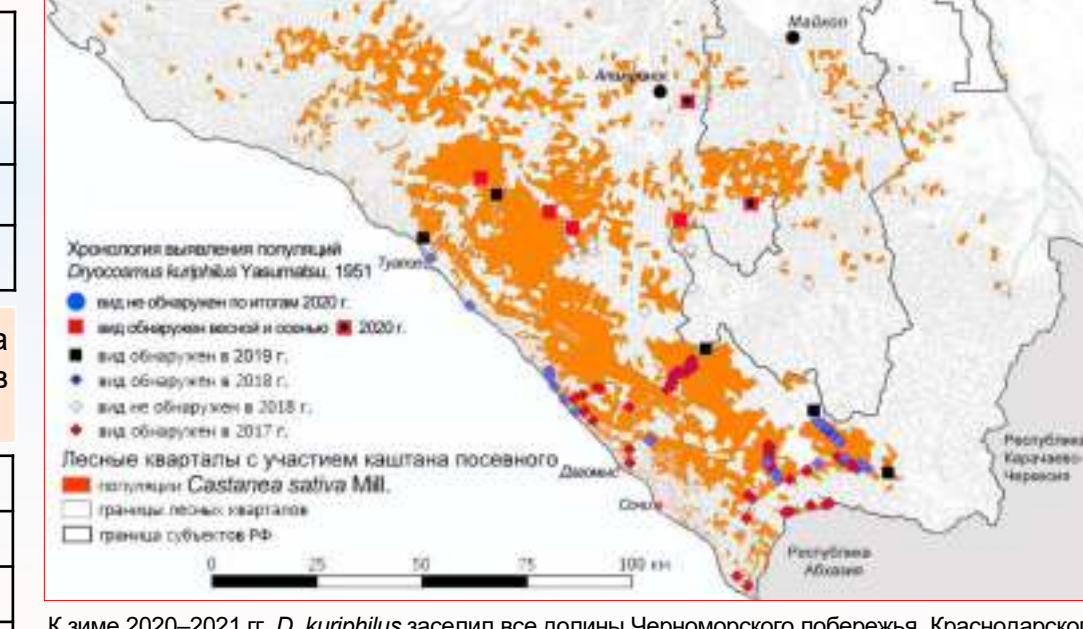 Майкоп
Апшеронск
Туапсе
Хронология выявления популяций
Dryocosmus kuriphilus Yasumatsu, 1951
вид не обнаружен по итогам 2020 г.
вид обнаружен весной и осенью 2020 г.
вид обнаружен в 2019 г.
вид обнаружен в 2018 г.
вид не обнаружен в 2018 г.
вид обнаружен в 2017 г.
Лесные кварталы с участием каштана посевного
популяции Castanea sativa Mill.
границы лесных кварталов
граница субъектов РФ
Дагомыс
Сочи
Республика
Карачаево-
Черкесия
Республика
Абхазия
0 25 50 75 100 км
а
в
К зиме 2020–2021 гг. D. kuriphilus заселил все долины Черноморского побережья. Краснодарског